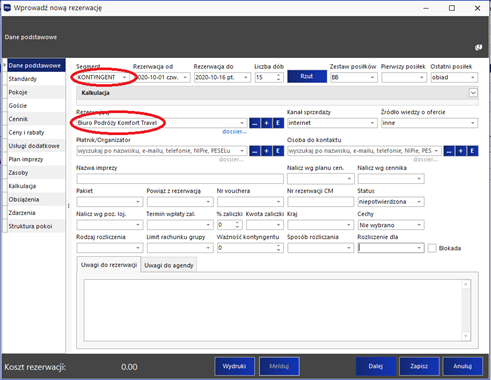 Wprowadź nową rezerwację
Dane podstawowe
Dane podstawowe
Standardy
Pokoje
Goście
Cennik
Ceny i rabaty
Usługi dodatkowe
Plan imprezy
Zasoby
Kalkulacja
Obciążenia
Zdarzenia
Struktura pokoi
Segment Rezerwacja od Rezerwacja do Liczba dób Zestaw posiłków Pierwszy posiłek Ostatni posiłek
KONTYNGENT 2020-10-01 czw. 2020-10-16 pt. 15 Rzut BB obiad
Kalkulacja
Rezerwujący Kanał sprzedaży Źródło wiedzy o ofercie
Biuro Podróży Komfort Travel ... + E internet inne
dossier...
Płatnik/Organizator Osoba do kontaktu
wyszukaj po nazwisku, e-mailu, telefonie, NIPie, PESELu ... + E wyszukaj po nazwisku, e-mailu, telefonie, NIPie, PES ... + E
dossier... dossier...
Nazwa imprezy Nalicz wg planu cen. Nalicz wg cennika
Pakiet Powiąż z rezerwacją Nr vouchera Nr rezerwacji CM Status
niepotwierdzona
Nalicz wg poz. loj. Termin wpłaty zal. % zaliczki Kwota zaliczki Kraj Cechy
0 Nie wybrano
Rodzaj rozliczenia Limit rachunku grupy Ważność kontyngentu Sposób rozliczania Rozliczenie dla
0 Blokada
Uwagi do rezerwacji Uwagi do agendy
Koszt rezerwacji: 0.00 Wydruki Melduj Dalej Zapisz Anuluj